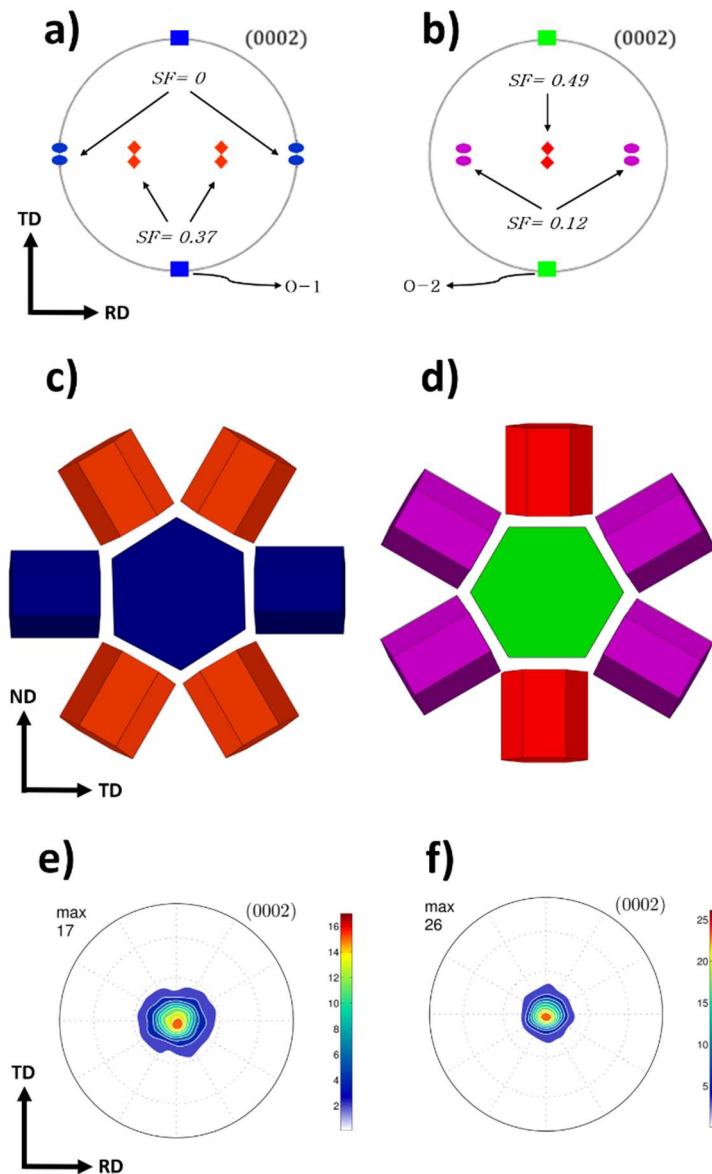 a)
(0002)
SF= 0
SF= 0.37
O-1
TD
RD
b)
(0002)
SF= 0.49
SF= 0.12
O-2
c)
d)
ND
TD
e)
max
17
(0002)
16
14
12
10
8
6
4
2
TD
RD
f)
max
26
(0002)
25
20
15
10
5